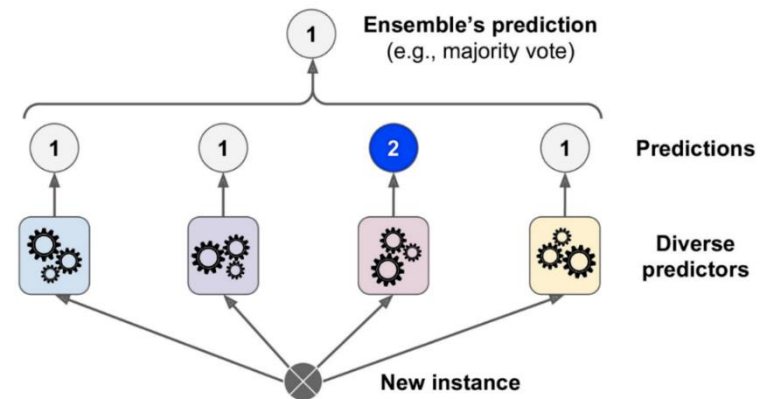 1
Ensemble's prediction
(e.g., majority vote)
1
1
2
1
Predictions
Diverse
predictors
New instance